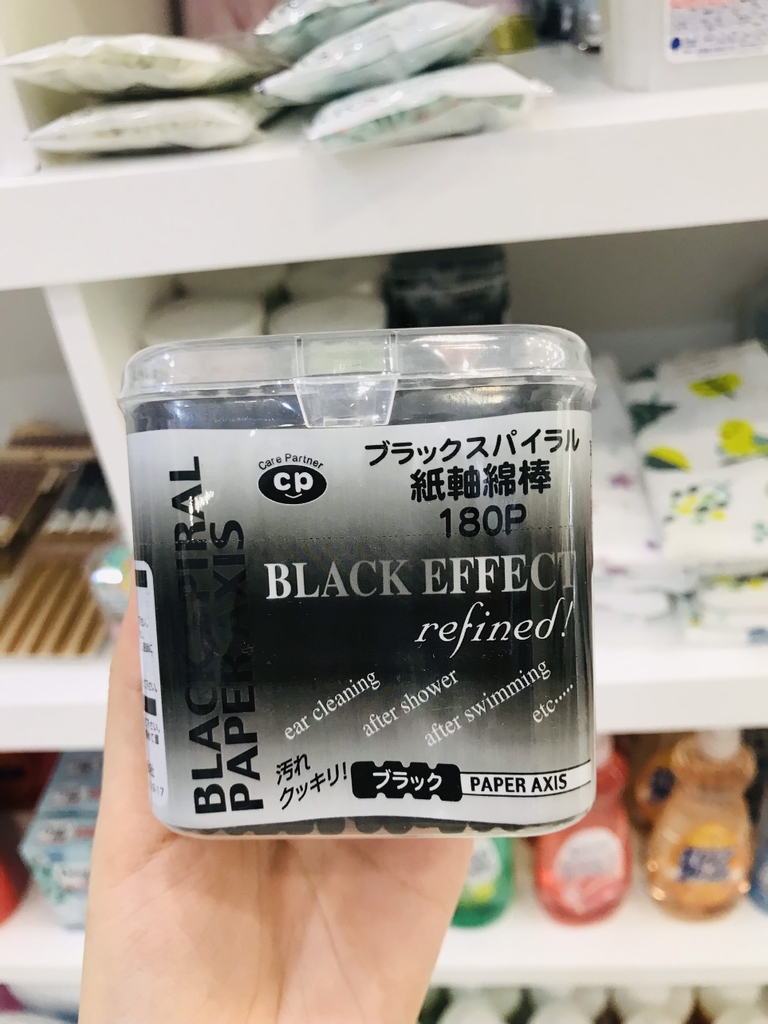 Care Partner
cp
ブラックスパイラル
紙軸綿棒
180P
BLACK SPIRAL
PAPER AXIS
BLACK EFFECT
refined!
ear cleaning
after shower
after swimming
etc.....
汚れ
クッキリ!
ブラック
PAPER AXIS